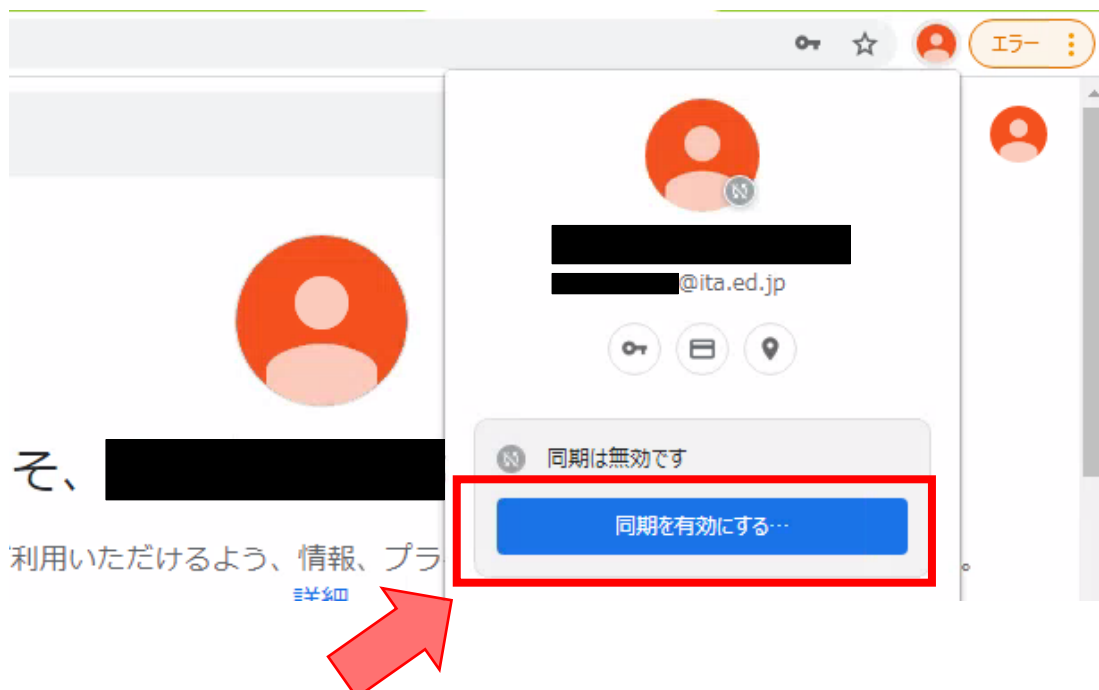 エラー
@ita.ed.jp
同期は無効です
そ、
同期を有効にする…
利用いただけるよう、情報、プラ
。
詳細